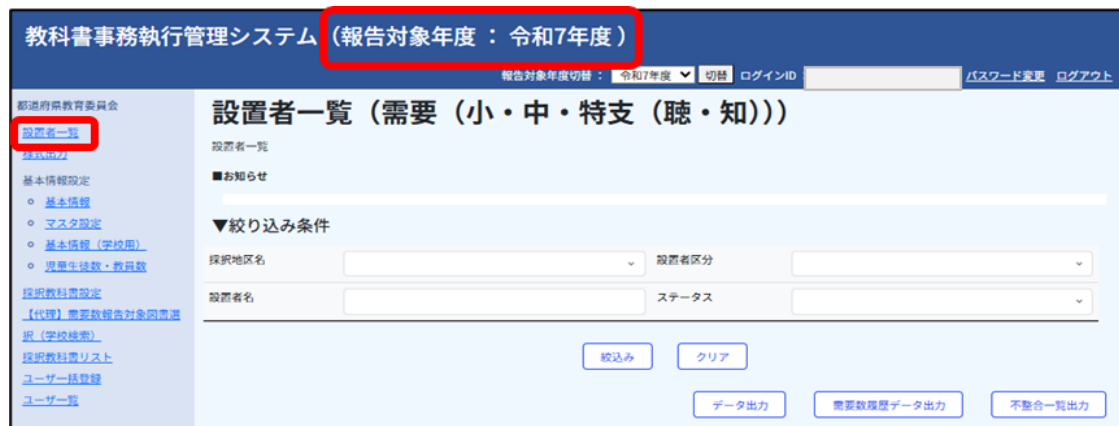 教科書事務執行管理システム（報告対象年度 ： 令和7年度 ）
報告対象年度切替 ： 令和7年度 切替 ログインID パスワード変更 ログアウト
都道府県教育委員会
設置者一覧
様式出力
基本情報設定
基本情報
マスタ設定
基本情報（学校用）
児童生徒数・教員数
採択教科書設定
【代理】需要数報告対象図書選
択（学校検索）
採択教科書リスト
ユーザー括登録
ユーザー覧
設置者一覧（需要（小・中・特支（聴・知）））
設置者一覧
■お知らせ
▼絞り込み条件
採択地区名 設置者区分
設置者名 ステータス
絞込み クリア
データ出力 需要数履歴データ出力 不整合一覧出力